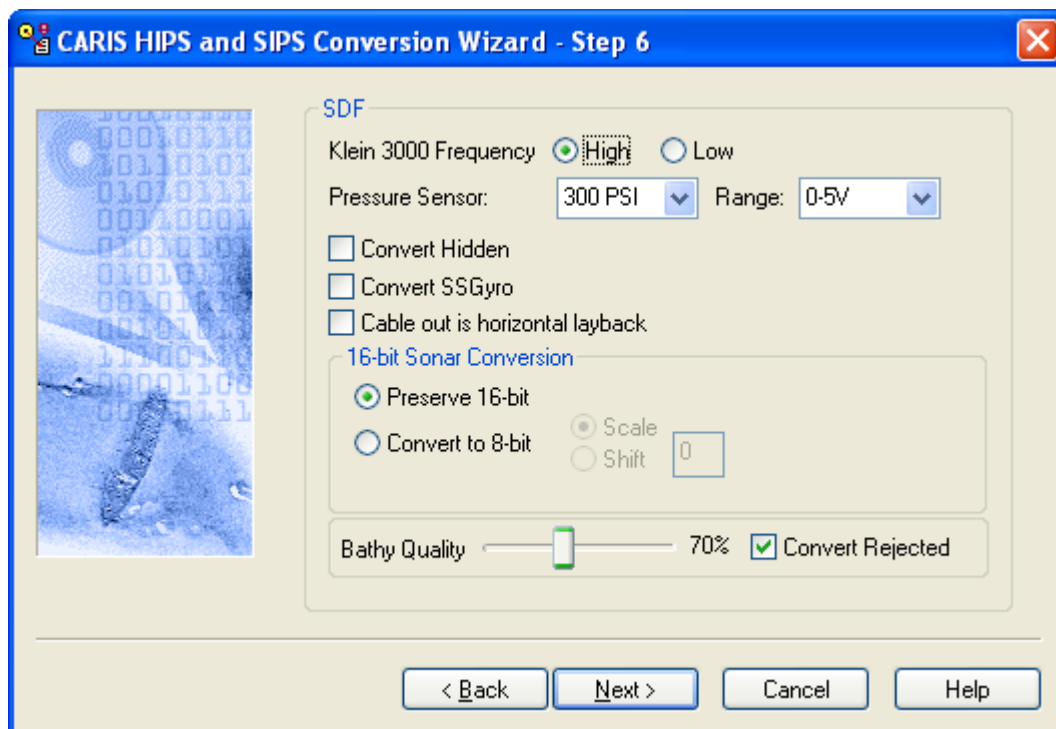 CARIS HIPS and SIPS Conversion Wizard - Step 6
SDF
Klein 3000 Frequency High Low
Pressure Sensor: 300 PSI Range: 0-5V
Convert Hidden
Convert SSGyro
Cable out is horizontal layback
16-bit Sonar Conversion
Preserve 16-bit
Convert to 8-bit Scale
Shift 0
Bathy Quality 70% Convert Rejected
< Back Next > Cancel Help